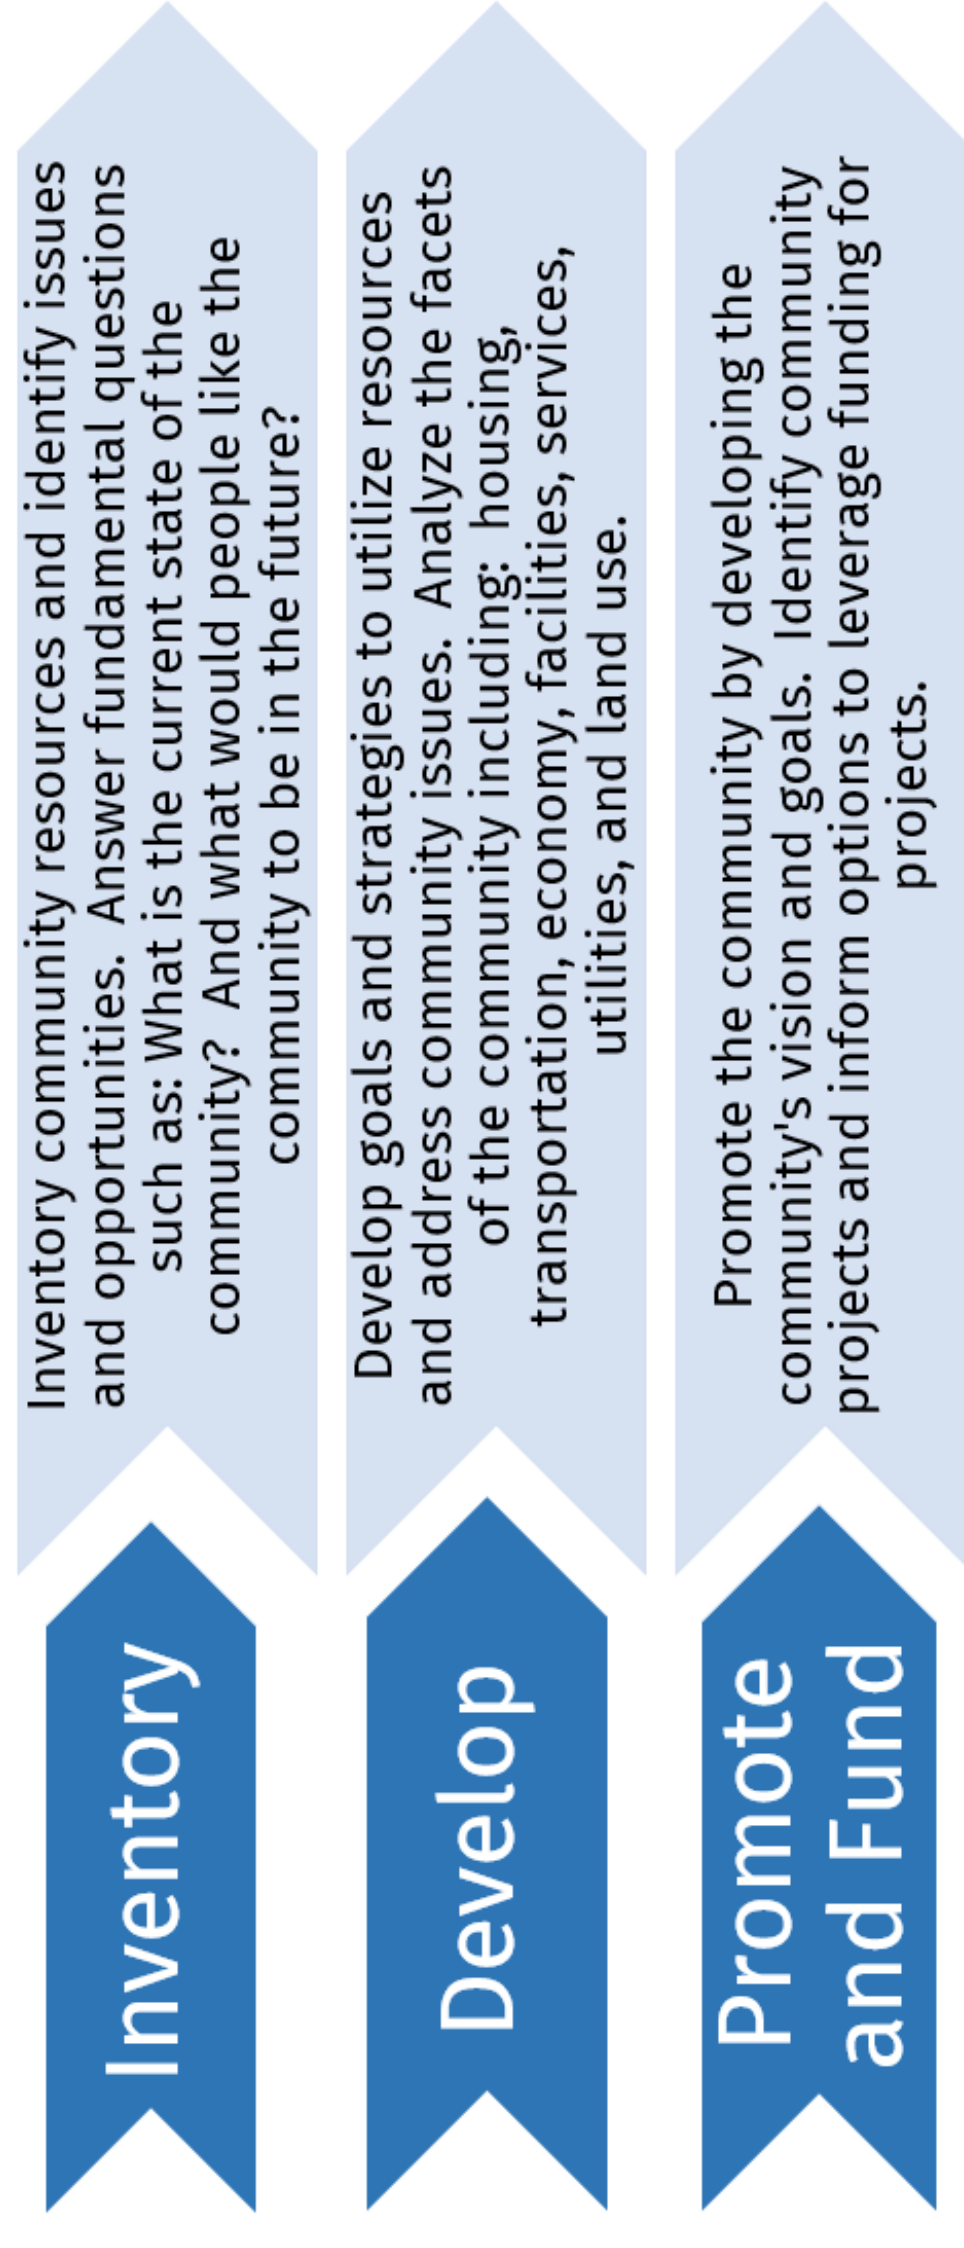 Inventory
Inventory community resources and identify issues
and opportunities.  Answer fundamental questions
such as: What is the current state of the
community?  And what would people like the
community to be in the future?
Develop
Develop goals and strategies to utilize resources
and address community issues.  Analyze the facets
of the community including:  housing,
transportation, economy, facilities, services,
utilities, and land use.
Promote
and Fund
Promote the community by developing the
community's vision and goals.  Identify community
projects and inform options to leverage funding for
projects.